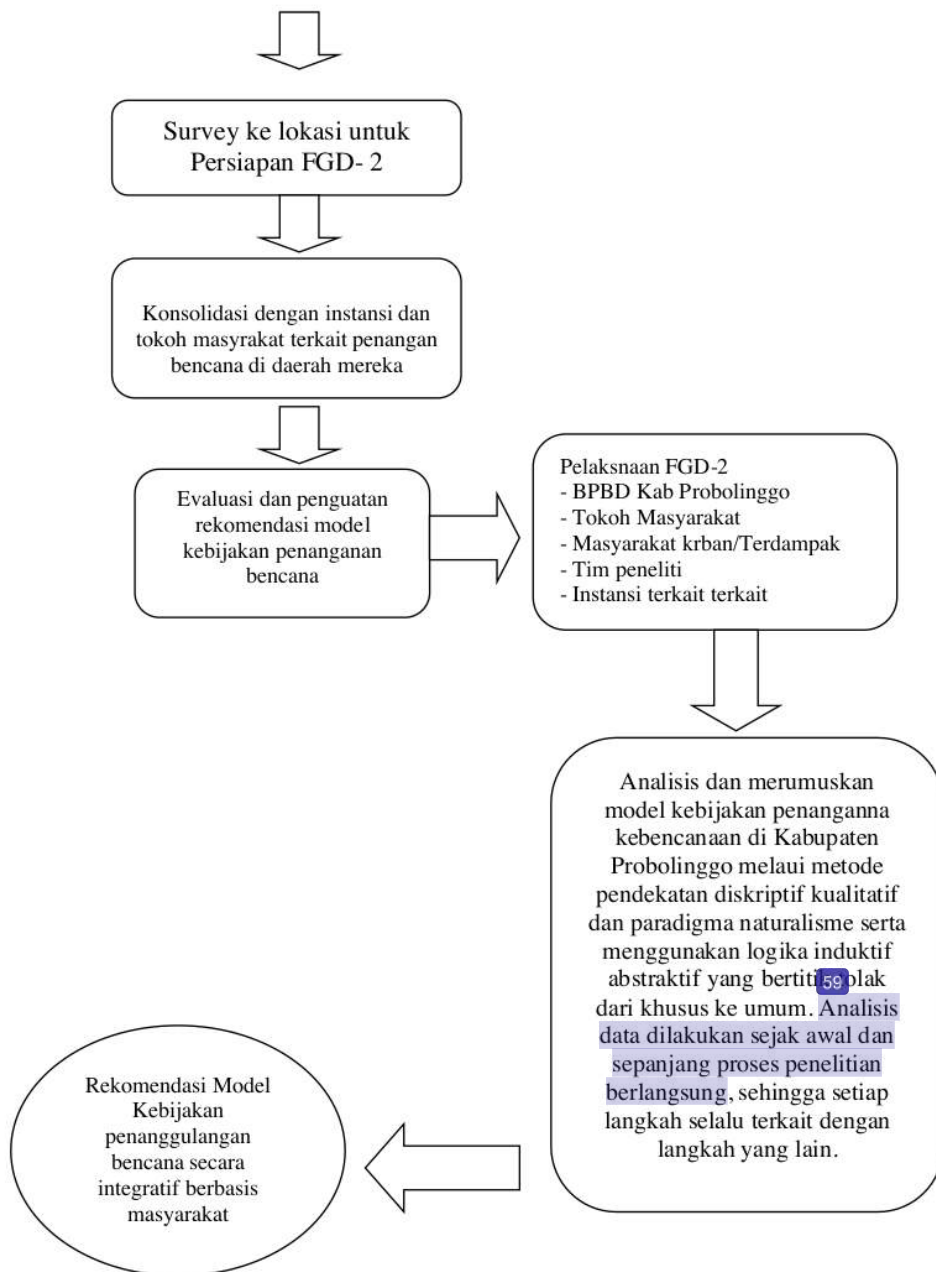 Survey ke lokasi untuk
Persiapan FGD- 2
Konsolidasi dengan instansi dan
tokoh masyrakat terkait penangan
bencana di daerah mereka
Evaluasi dan penguatan
rekomendasi model
kebijakan penanganan
bencana
Pelaksnaan FGD-2
- BPBD Kab Probolinggo
- Tokoh Masyarakat
- Masyarakat krban/Terdampak
- Tim peneliti
- Instansi terkait terkait
Analisis dan merumuskan
model kebijakan penanganna
kebencanaan di Kabupaten
Probolinggo melaui metode
pendekatan diskriptif kualitatif
dan paradigma naturalisme serta
menggunakan logika induktif
abstraktif yang 59
dari khusus ke umum. Analisis
data dilakukan sejak awal dan
sepanjang proses penelitian
berlangsung, sehingga setiap
langkah selalu terkait dengan
langkah yang lain.
Rekomendasi Model
Kebijakan
penanggulangan
bencana secara
integratif berbasis
masyarakat